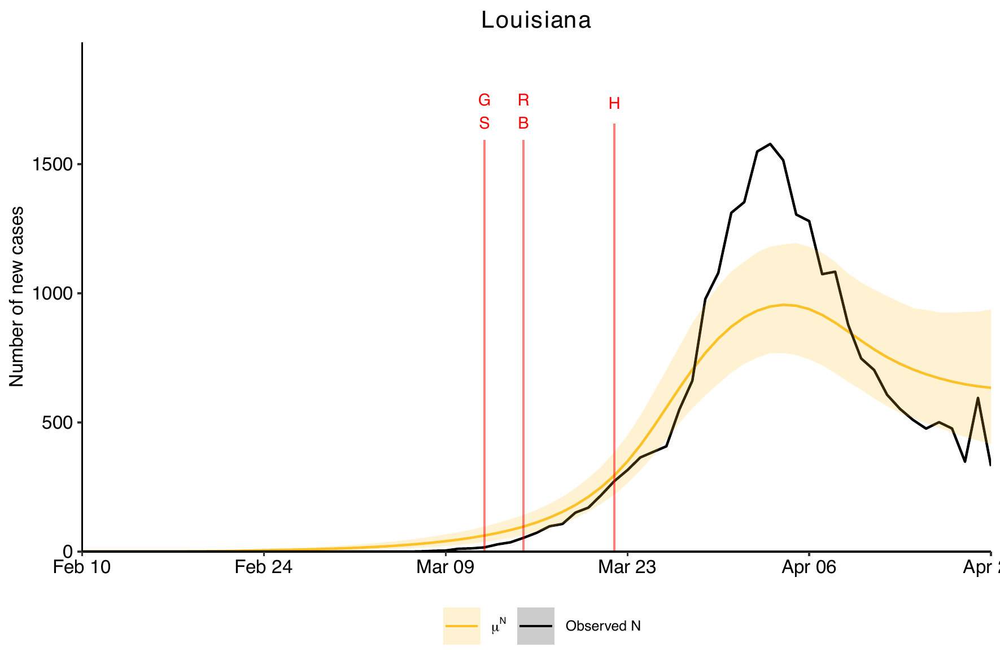 Louisiana
G R H
S B
Number of new cases
1500
1000
500
0
Feb 10 Feb 24 Mar 09 Mar 23 Apr 06 Apr
μN Observed N